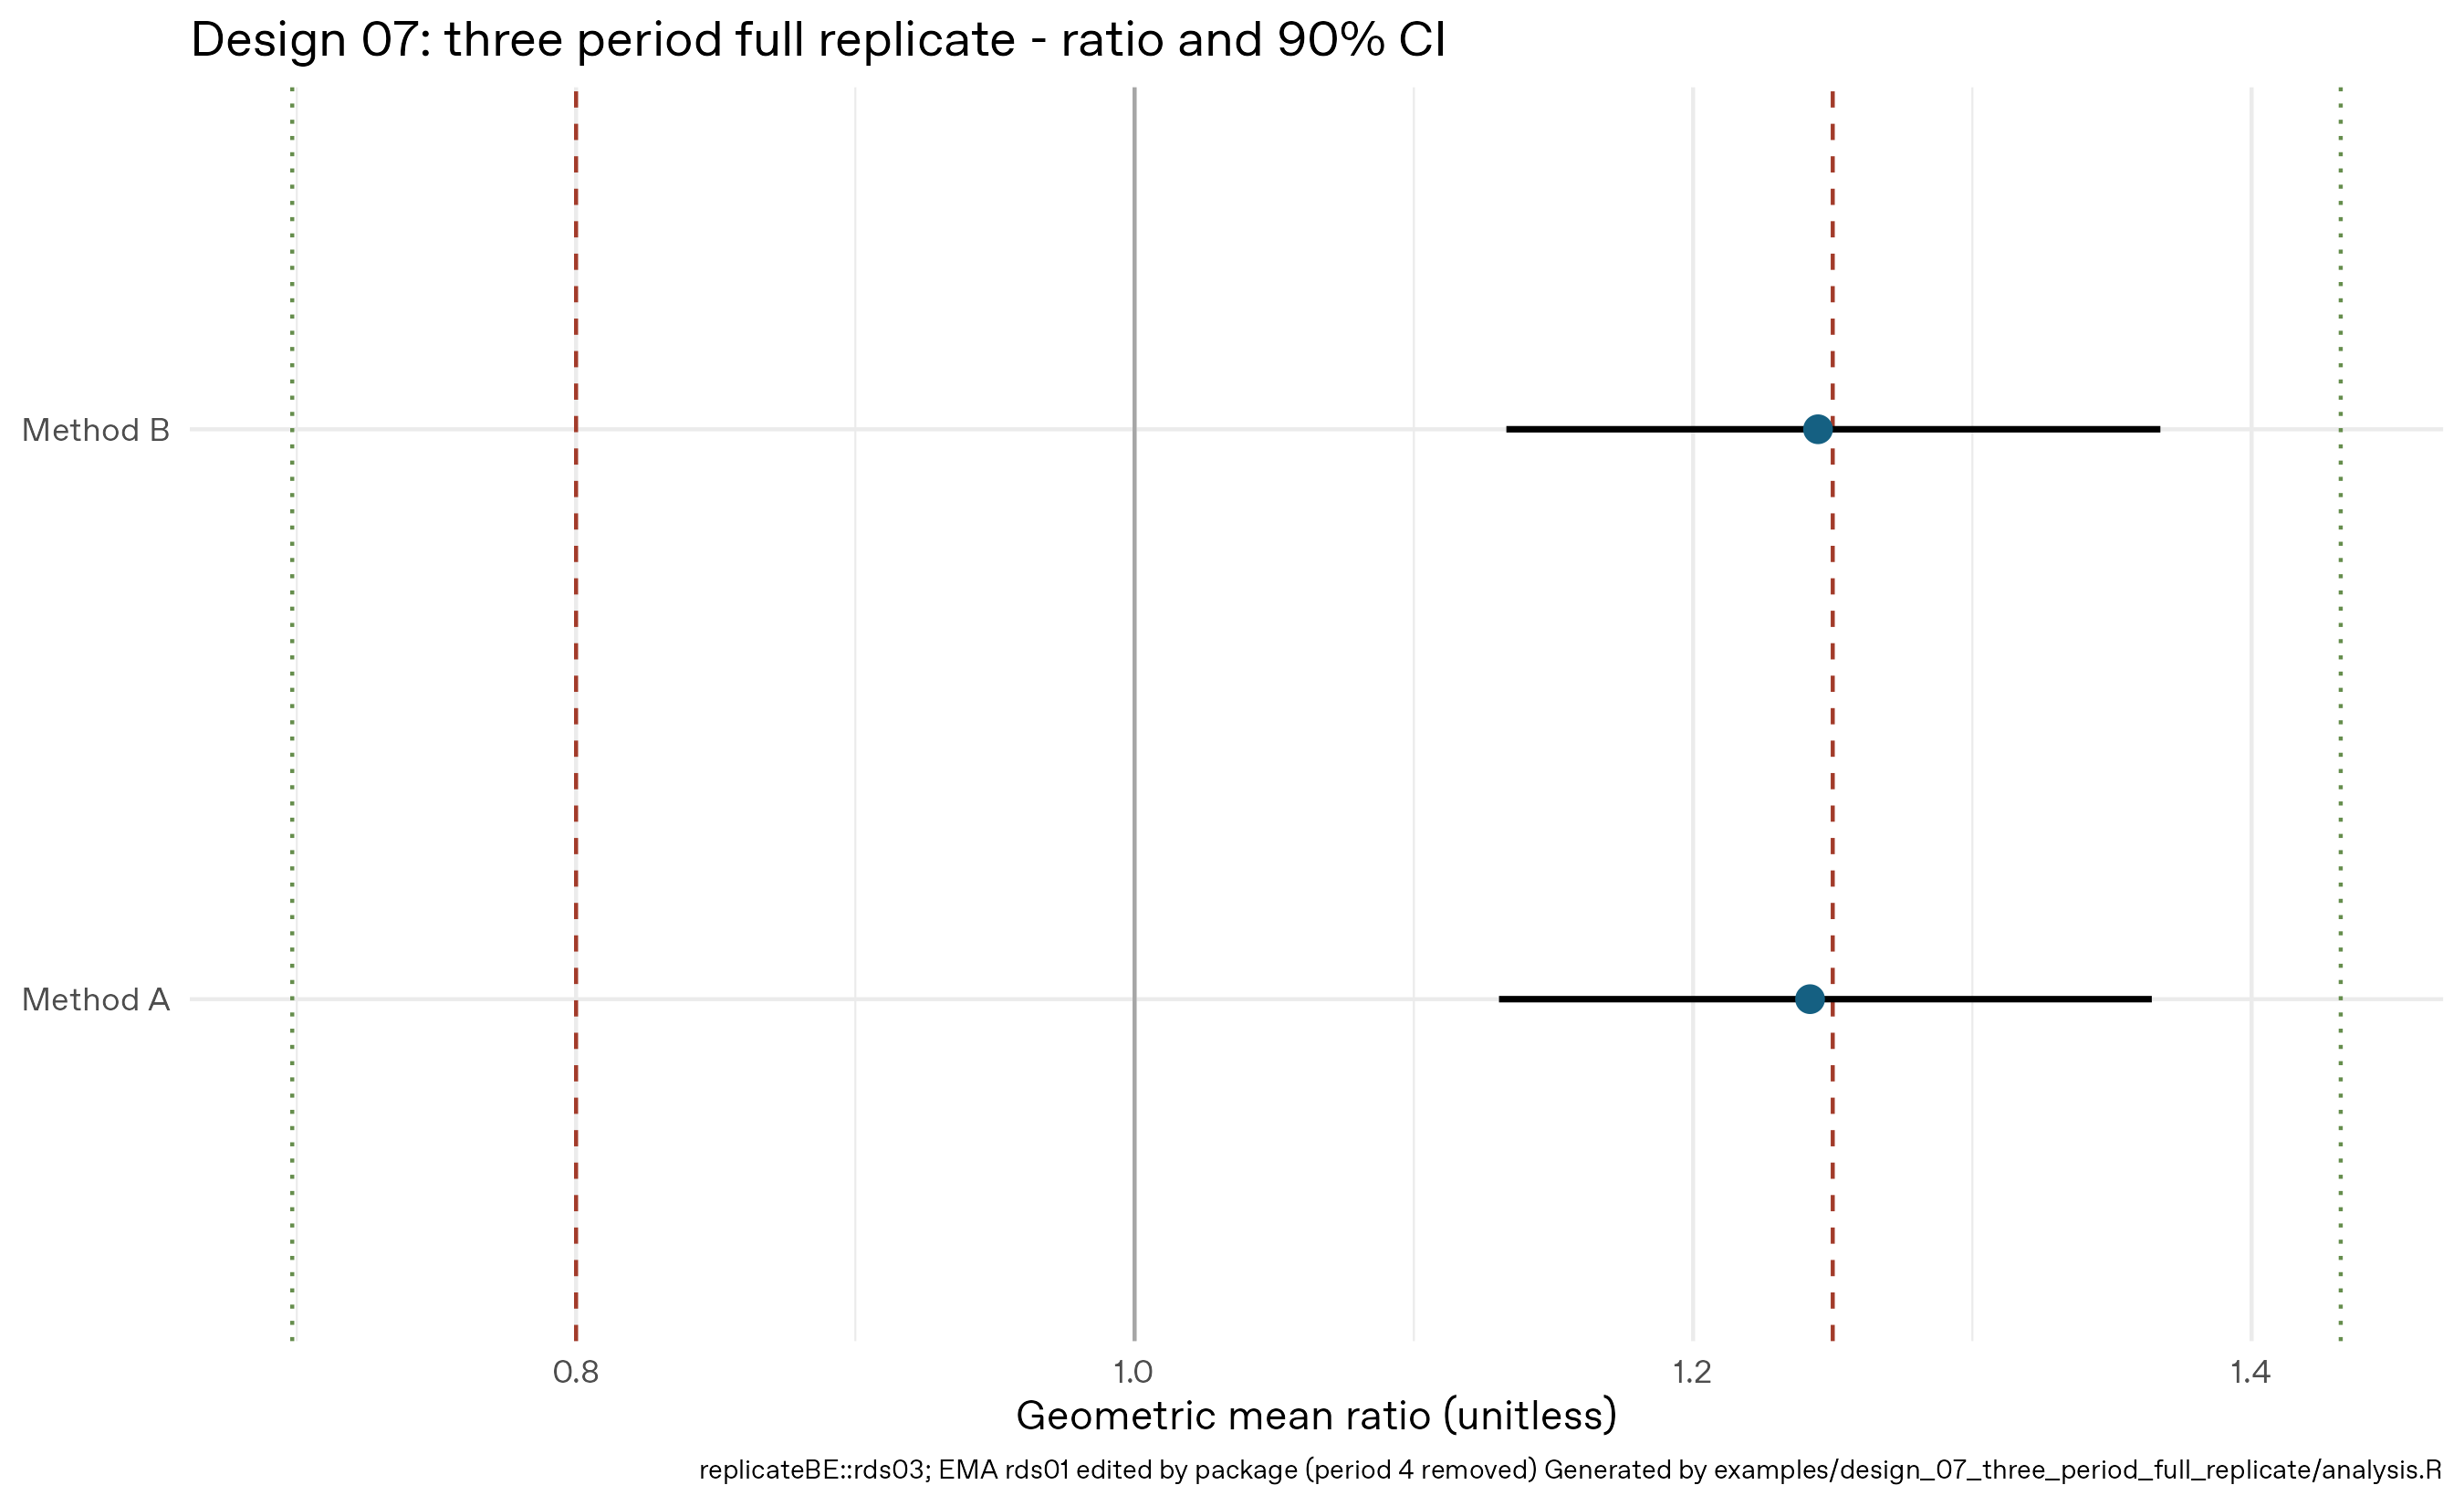 Design 07: three period full replicate - ratio and 90% CI
Method B
Method A
0.8
1.0
1.2
1.4
Geometric mean ratio (unitless)
replicateBE::rds03; EMA rds01 edited by package (period 4 removed) Generated by examples/design_07_three_period_full_replicate/analysis.R